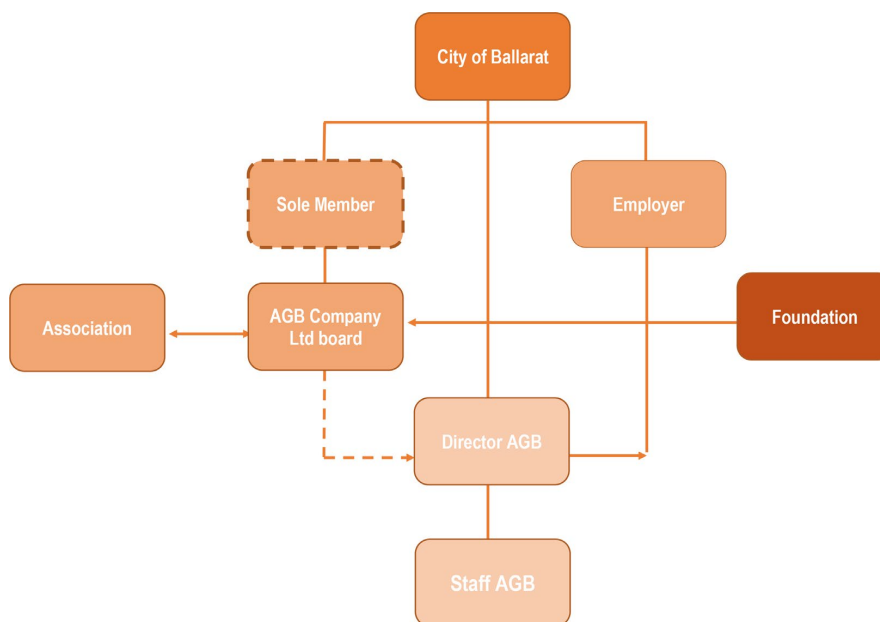 City of Ballarat
Sole Member
Employer
Association
AGB Company
Ltd board
Foundation
Director AGB
Staff AGB